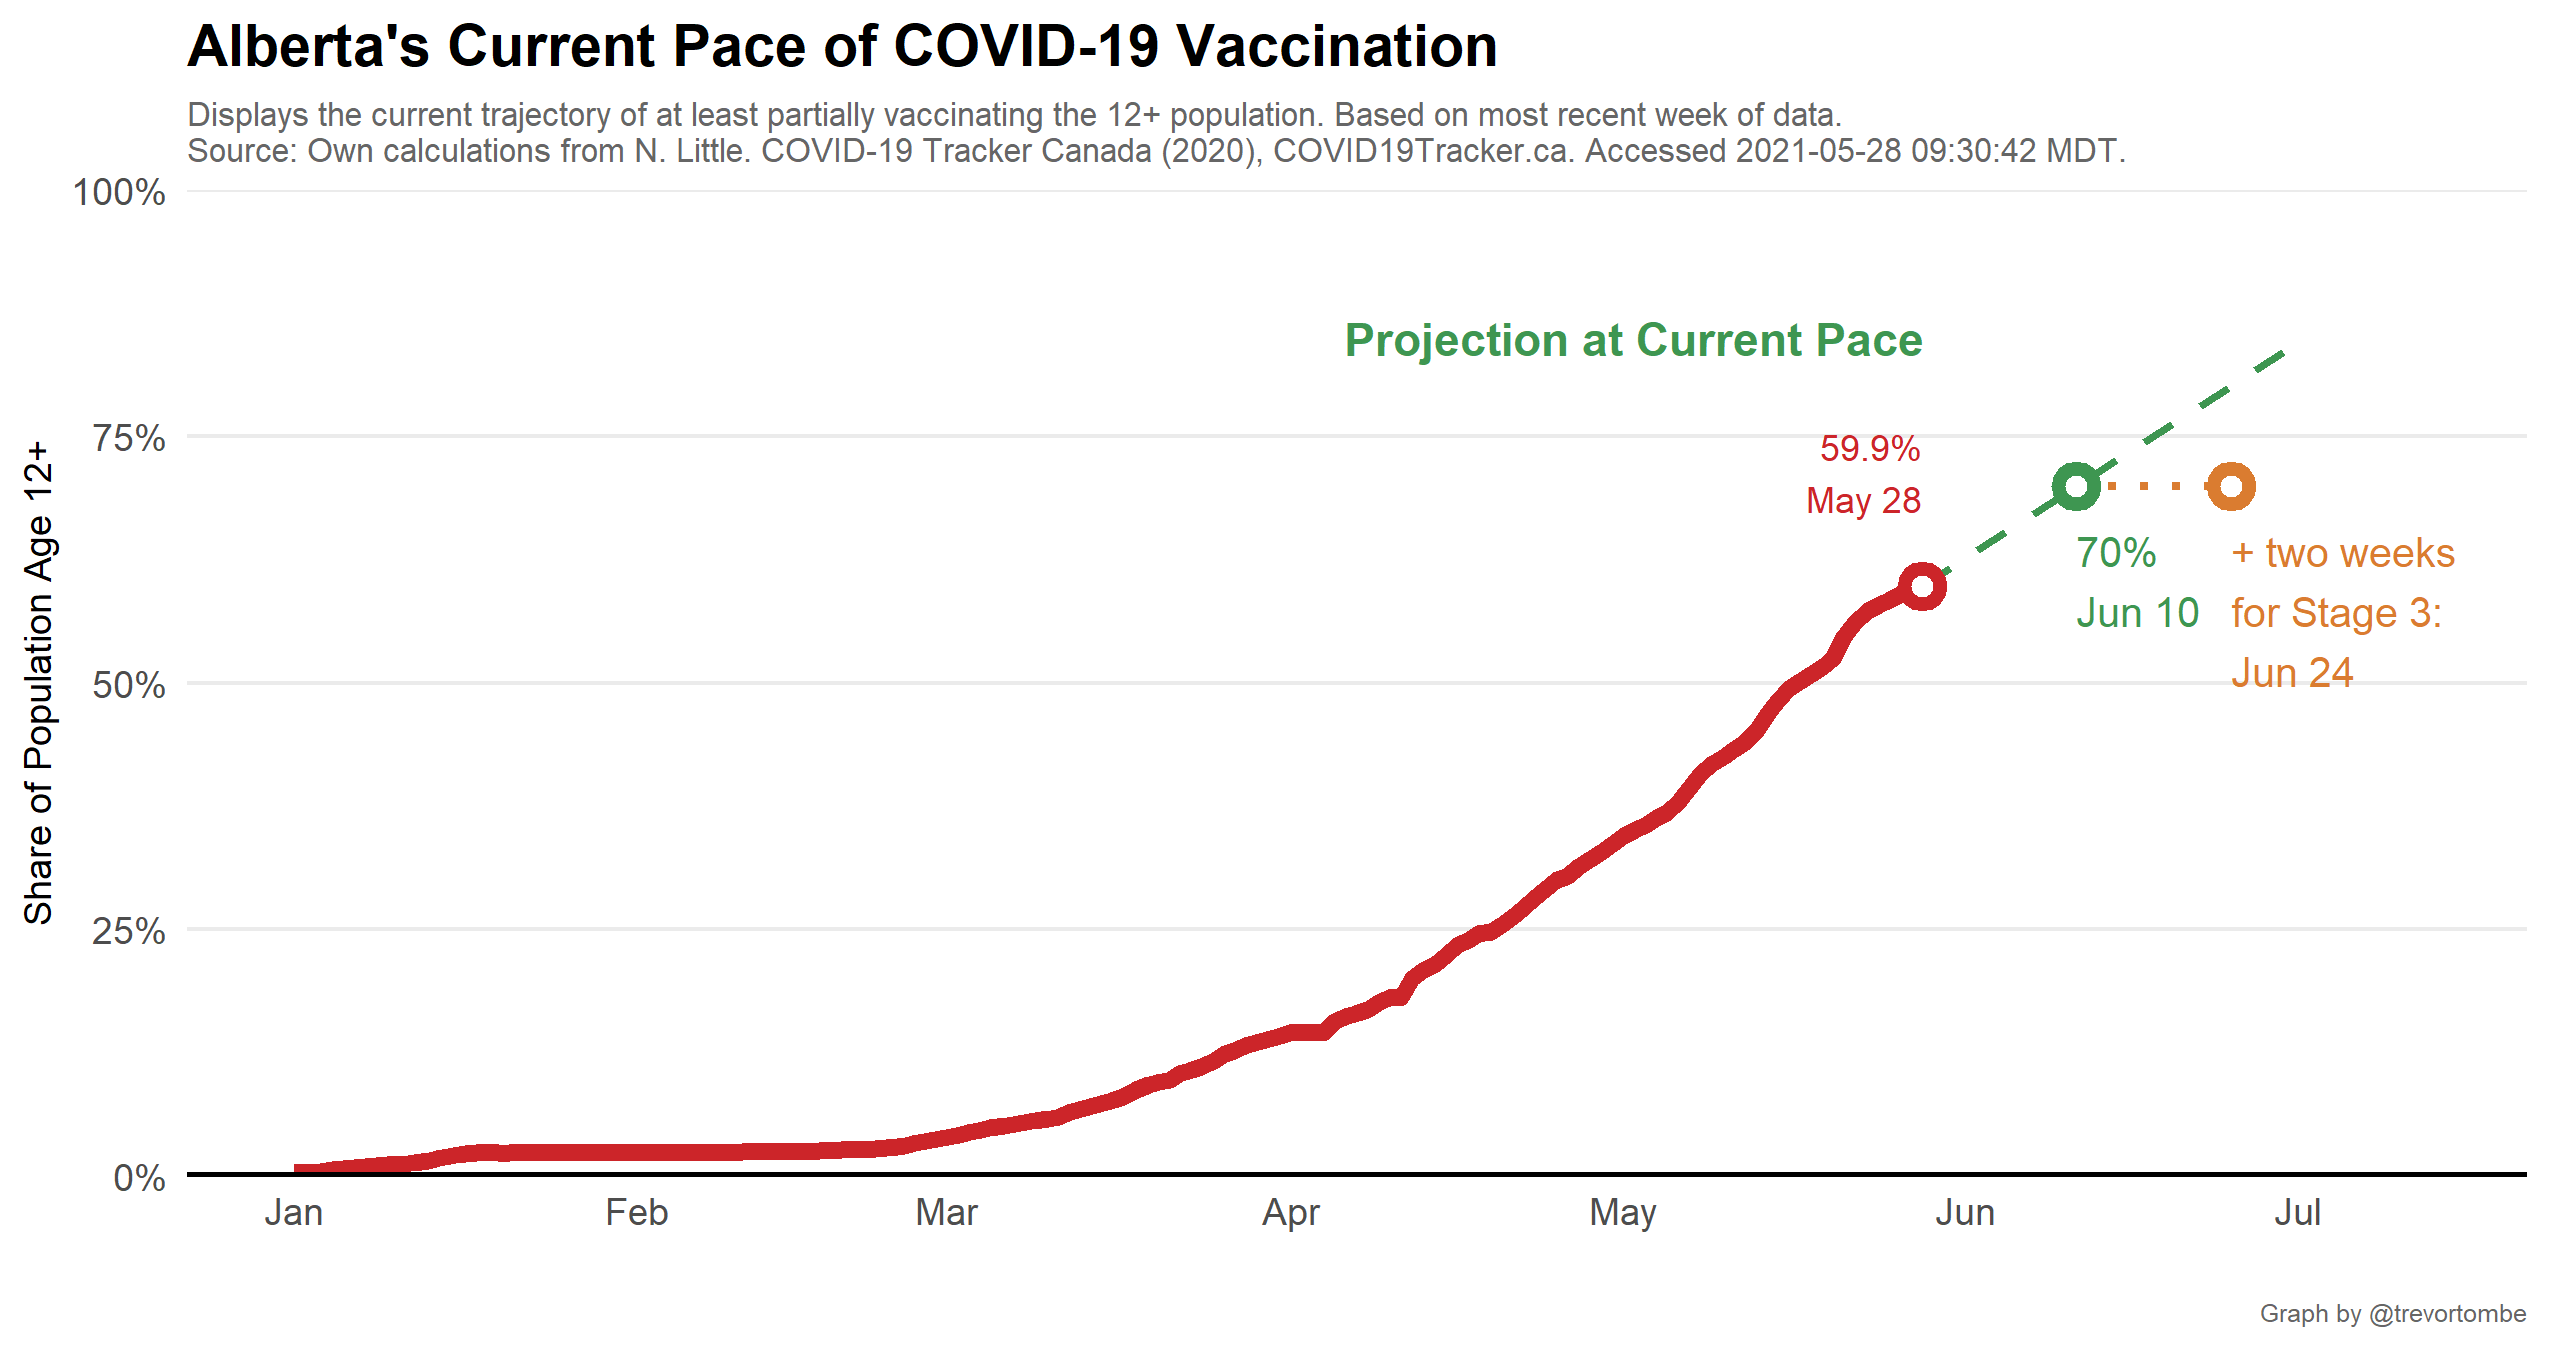 Alberta's Current Pace of COVID-19 Vaccination
Displays the current trajectory of at least partially vaccinating the 12+ population. Based on most recent week of data.
Source: Own calculations from N. Little. COVID-19 Tracker Canada (2020), COVID19Tracker.ca. Accessed 2021-05-28 09:30:42 MDT.
100%
75%
50%
25%
0%
Share of Population Age 12+
Projection at Current Pace
59.9%
May 28
70%
Jun 10
+ two weeks
for Stage 3:
Jun 24
Jan Feb Mar Apr May Jun Jul
Graph by @trevortombe